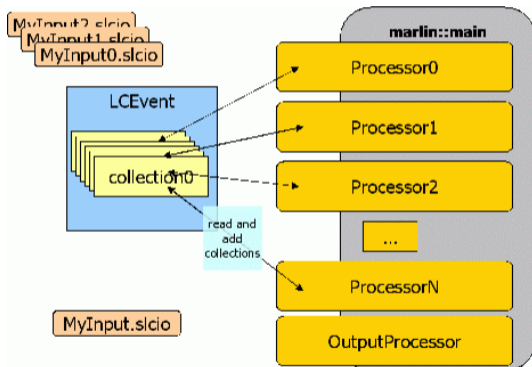 MyInput2.slcio
MyInput1.slcio
MyInput0.slcio
marlin::main
Processor0
LCEvent
Processor1
collection0
Processor2
read and
add
collections
...
ProcessorN
MyInput.slcio
OutputProcessor